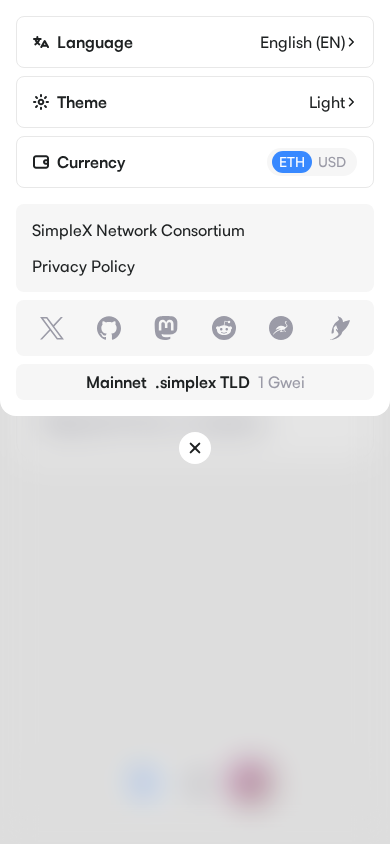 Language English (EN)
Theme Light
Currency ETH USD
SimpleX Network Consortium
Privacy Policy
Mainnet .simplex TLD 1 Gwei